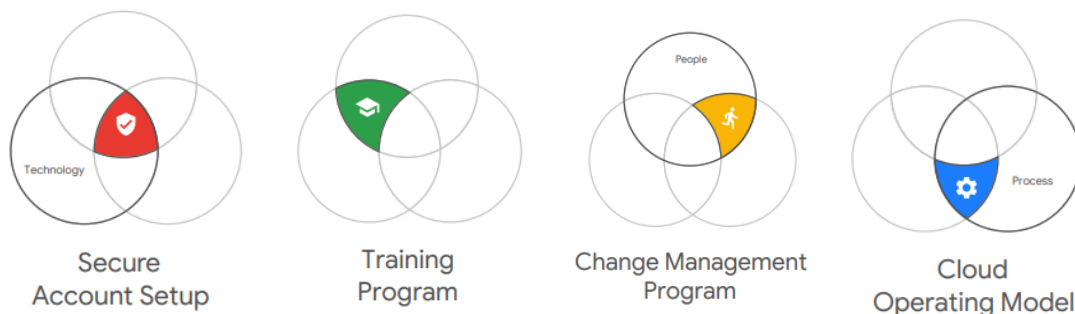 Technology
Secure
Account Setup
Training
Program
People
Change Management
Program
Process
Cloud
Operating Model